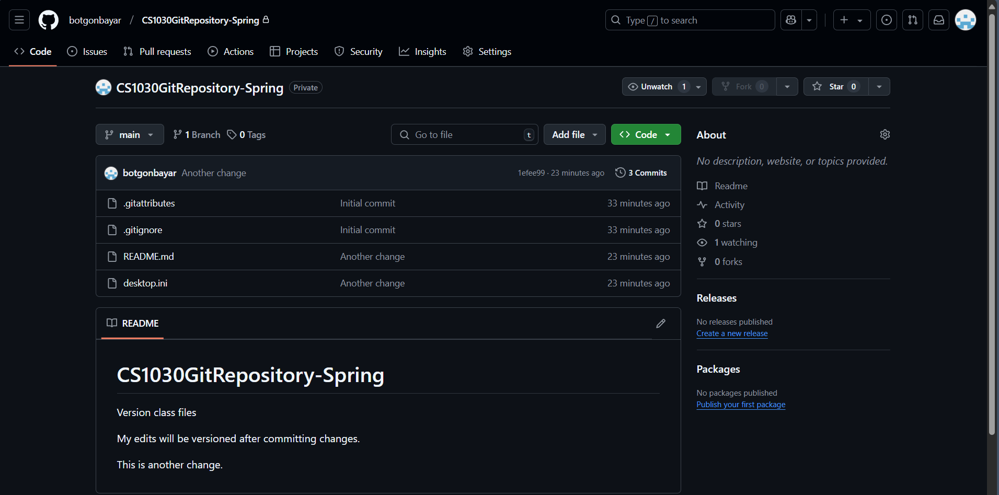 botgonbayar / CS1030GitRepository-Spring
Type / to search
Code Issues Pull requests Actions Projects Security Insights Settings
CS1030GitRepository-Spring Private
Unwatch 1 Fork 0 Star 0
main 1 Branch 0 Tags
Go to file t Add file Code
botgonbayar Another change 1efee99 · 23 minutes ago 3 Commits
.gitattributes Initial commit 33 minutes ago
.gitignore Initial commit 33 minutes ago
README.md Another change 23 minutes ago
desktop.ini Another change 23 minutes ago
README
CS1030GitRepository-Spring
Version class files
My edits will be versioned after committing changes.
This is another change.
About
No description, website, or topics provided.
Readme
Activity
0 stars
1 watching
0 forks
Releases
No releases published
Create a new release
Packages
No packages published
Publish your first package